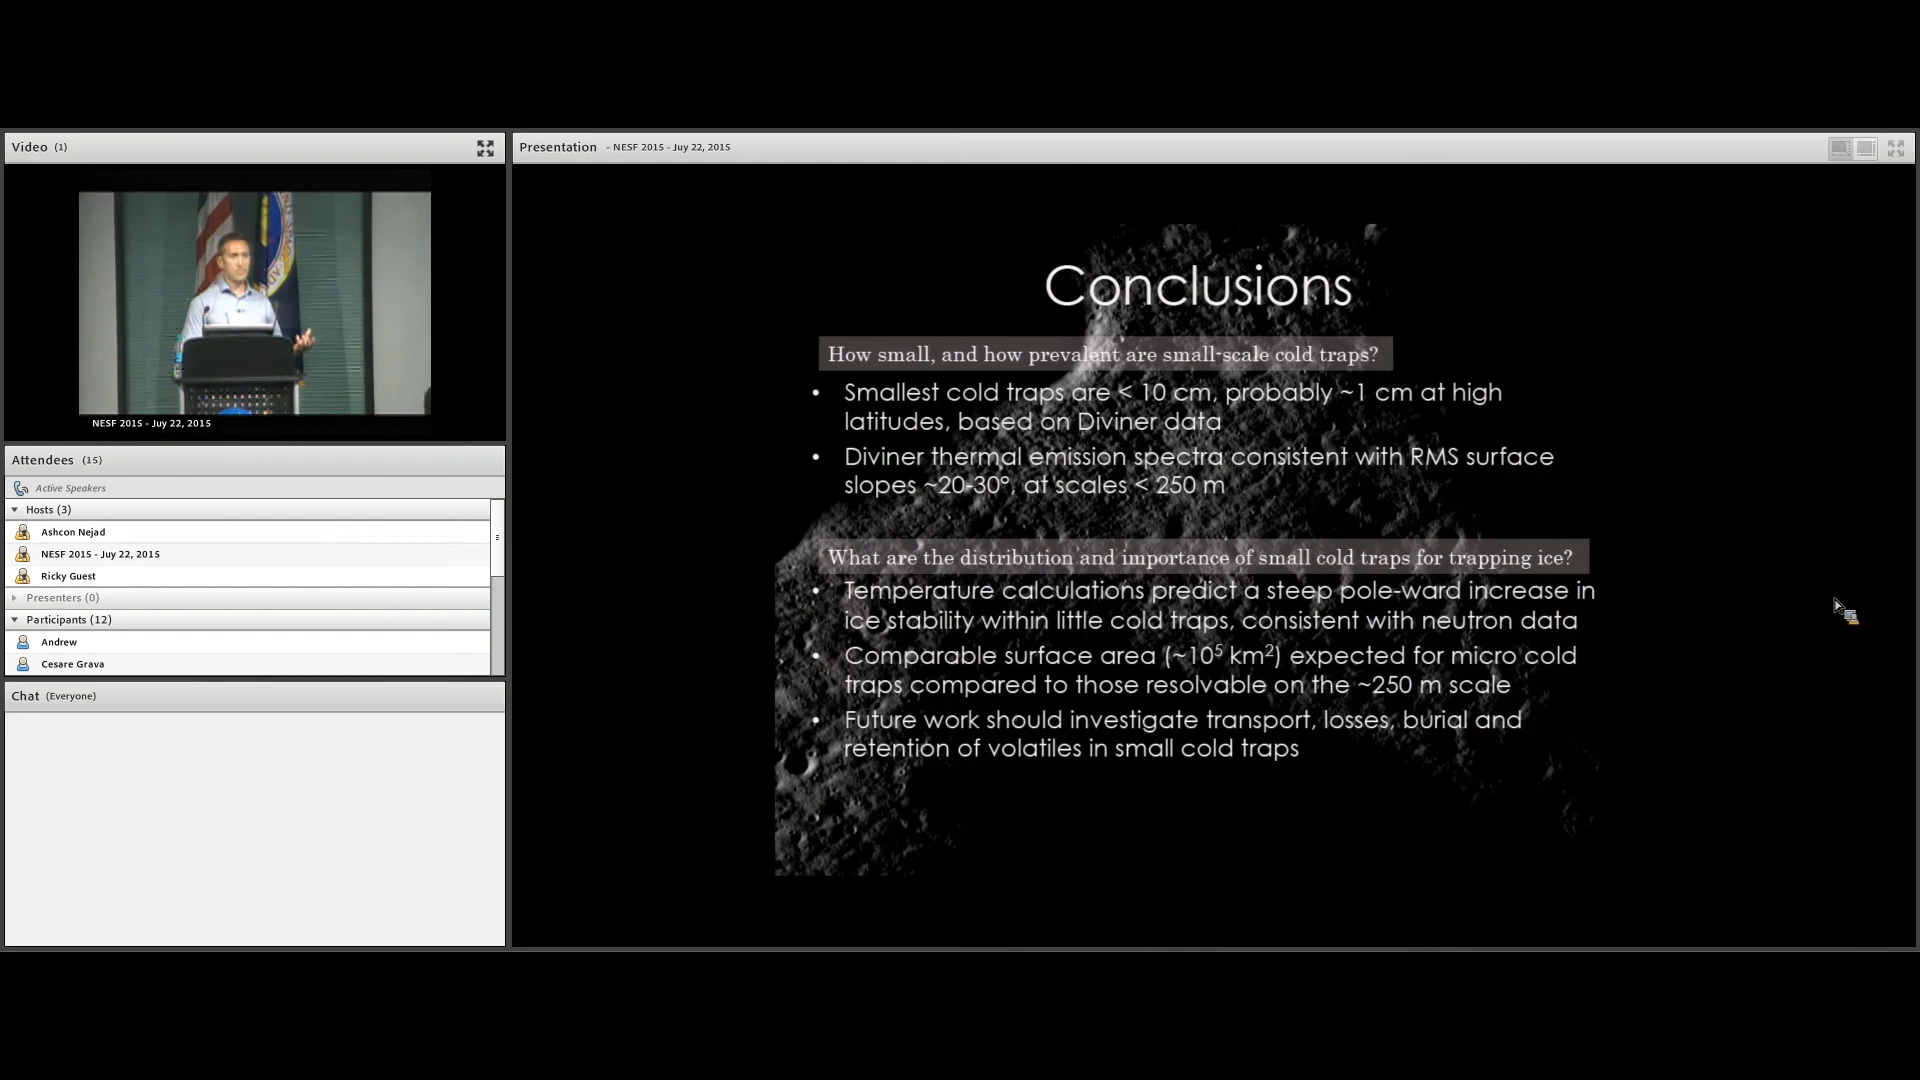 Video (1)
NESF 2015 - Juy 22, 2015
Attendees (15)
Active Speakers
Hosts (3)
Ashcon Nejad
NESF 2015 - Juy 22, 2015
Ricky Guest
Presenters (0)
Participants (12)
Andrew
Cesare Grava
Chat (Everyone)
Presentation - NESF 2015 - Juy 22, 2015
Conclusions
How small, and how prevalent are small-scale cold traps?
• Smallest cold traps are < 10 cm, probably ~1 cm at high
latitudes, based on Diviner data
• Diviner thermal emission spectra consistent with RMS surface
slopes ~20-30°, at scales < 250 m
What are the distribution and importance of small cold traps for trapping ice?
• Temperature calculations predict a steep pole-ward increase in
ice stability within little cold traps, consistent with neutron data
• Comparable surface area (~10⁵ km²) expected for micro cold
traps compared to those resolvable on the ~250 m scale
• Future work should investigate transport, losses, burial and
retention of volatiles in small cold traps